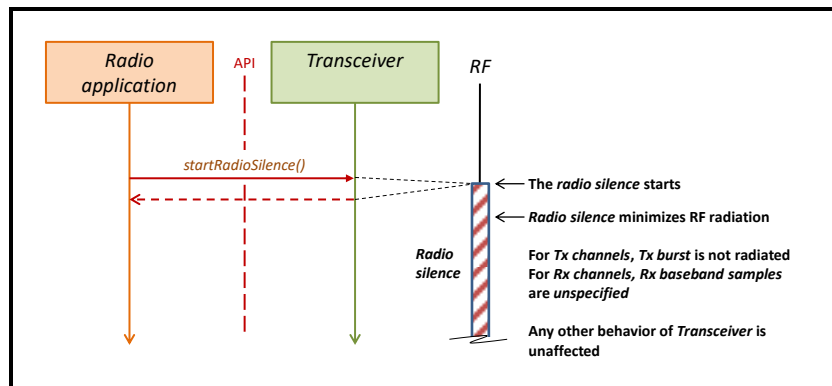 Radio
application
API
Transceiver
RF
startRadioSilence()
The radio silence starts
Radio silence minimizes RF radiation
Radio
silence
For Tx channels, Tx burst is not radiated
For Rx channels, Rx baseband samples
are unspecified
Any other behavior of Transceiver is
unaffected